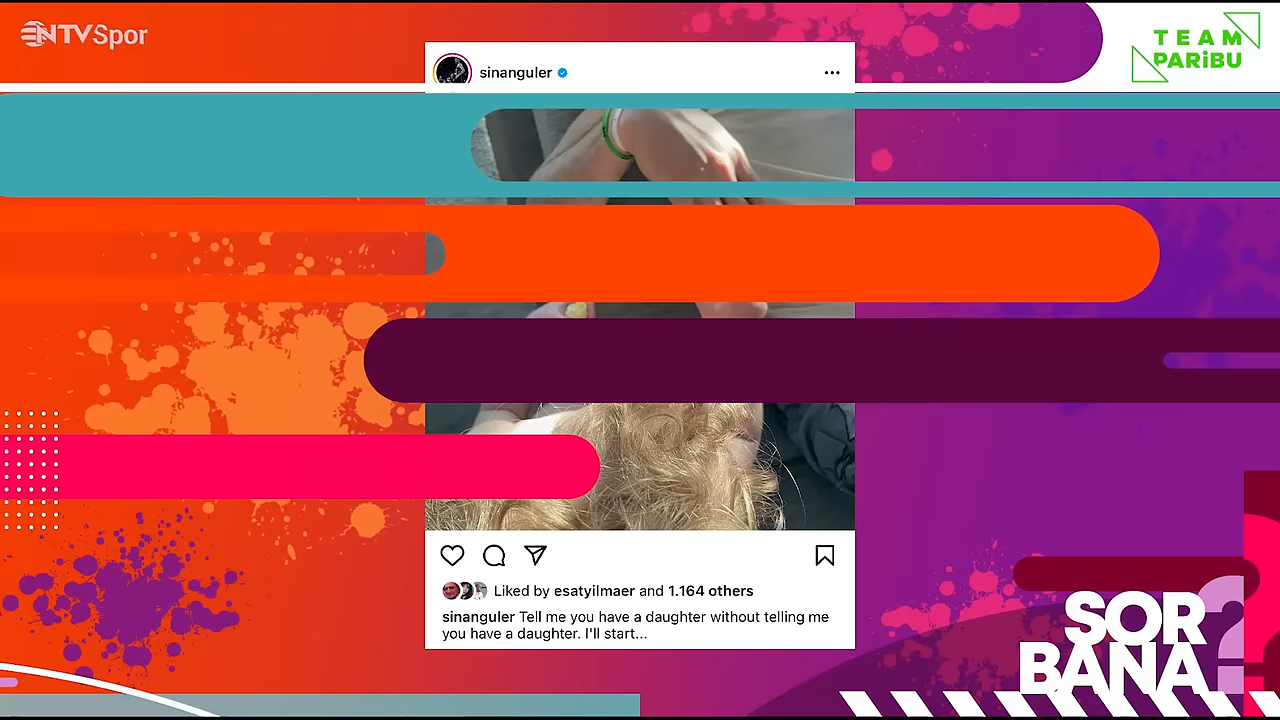 NTVSpor
TEAM
PARiBU
sinanguler
Liked by esatyilmaer and 1.164 others
sinanguler Tell me you have a daughter without telling me
you have a daughter. I'll start...
SOR
BANA?